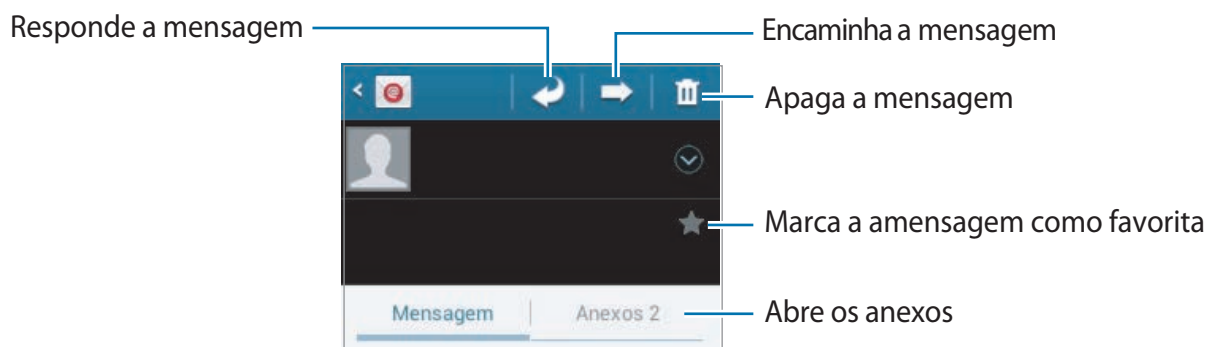 Responde a mensagem
Encaminha a mensagem
Apaga a mensagem
Marca a amensagem como favorita
Mensagem
Anexos 2
Abre os anexos